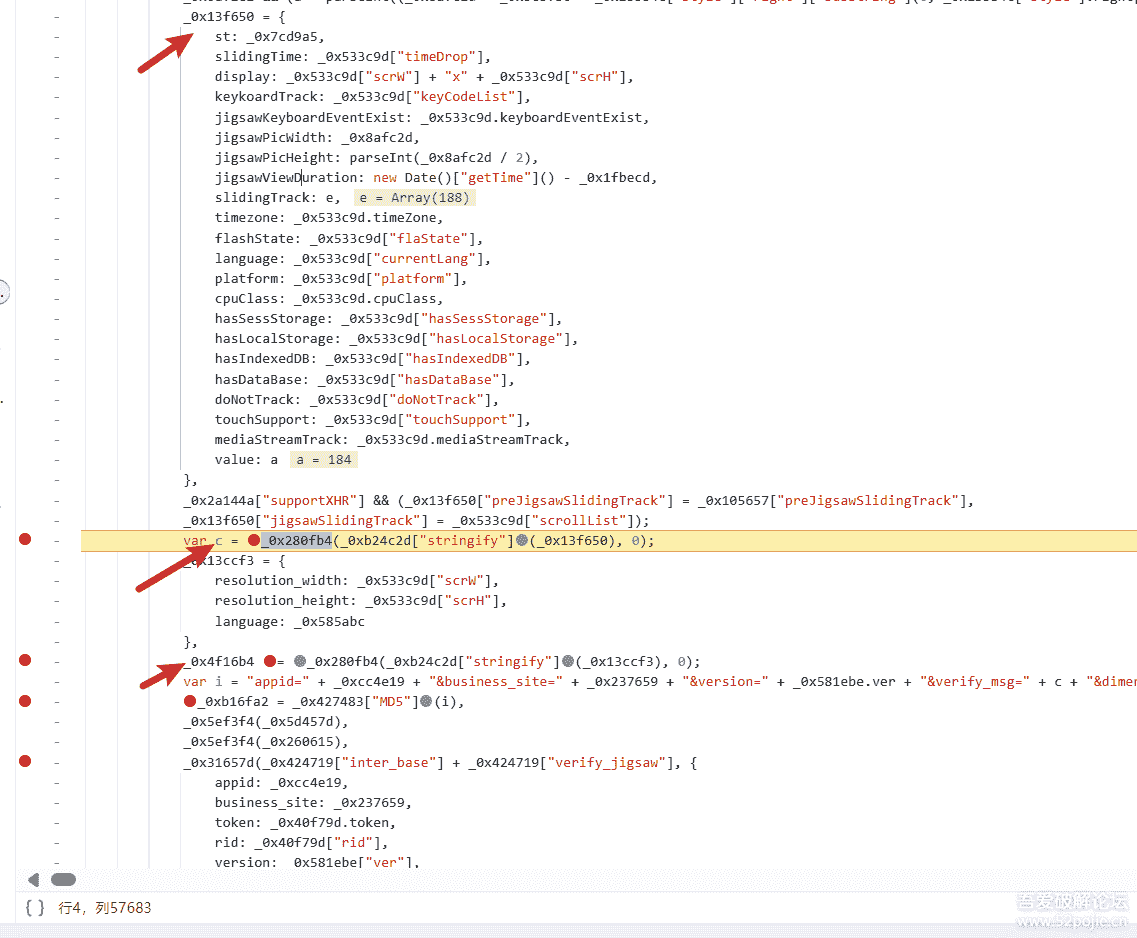 _0x13f650 = {
st: _0x7cd9a5,
slidingTime: _0x533c9d["timeDrop"],
display: _0x533c9d["scrW"] + "x" + _0x533c9d["scrH"],
keykoardTrack: _0x533c9d["keyCodeList"],
jigsawKeyboardEventExist: _0x533c9d.keyboardEventExist,
jigsawPicWidth: _0x8afc2d,
jigsawPicHeight: parseInt(_0x8afc2d / 2),
jigsawViewDuration: new Date()["getTime"]() - _0x1fbecd,
slidingTrack: e, e = Array(188)
timezone: _0x533c9d.timeZone,
flashState: _0x533c9d["flaState"],
language: _0x533c9d["currentLang"],
platform: _0x533c9d["platform"],
cpuClass: _0x533c9d.cpuClass,
hasSessStorage: _0x533c9d["hasSessStorage"],
hasLocalStorage: _0x533c9d["hasLocalStorage"],
hasIndexedDB: _0x533c9d["hasIndexedDB"],
hasDataBase: _0x533c9d["hasDataBase"],
doNotTrack: _0x533c9d["doNotTrack"],
touchSupport: _0x533c9d["touchSupport"],
mediaStreamTrack: _0x533c9d.mediaStreamTrack,
value: a a = 184
},
_0x2a144a["supportXHR"] && (_0x13f650["preJigsawSlidingTrack"] = _0x105657["preJigsawSlidingTrack"],
_0x13f650["jigsawSlidingTrack"] = _0x533c9d["scrollList"]);
var c = _0x280fb4(_0xb24c2d["stringify"](_0x13f650), 0);
_0x13ccf3 = {
resolution_width: _0x533c9d["scrW"],
resolution_height: _0x533c9d["scrH"],
language: _0x585abc
},
_0x4f16b4 = _0x280fb4(_0xb24c2d["stringify"](_0x13ccf3), 0);
var i = "appid=" + _0xcc4e19 + "&business_site=" + _0x237659 + "&version=" + _0x581ebe.ver + "&verify_msg=" + c + "&dimen
_0xb16fa2 = _0x427483["MD5"](i),
_0x5ef3f4(_0x5d457d),
_0x5ef3f4(_0x260615),
_0x31657d(_0x424719["inter_base"] + _0x424719["verify_jigsaw"], {
appid: _0xcc4e19,
business_site: _0x237659,
token: _0x40f79d.token,
rid: _0x40f79d["rid"],
version: _0x581ebe["ver"],
{ } 行4，列57683
吾爱破解论坛
www.52pojie.cn